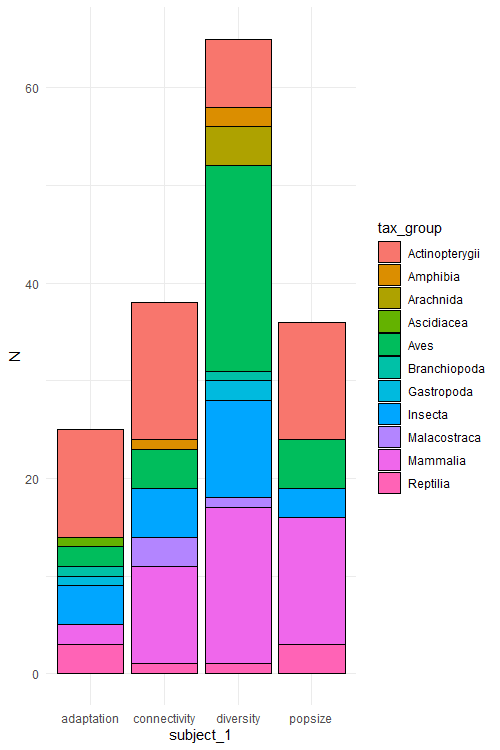 N
60
40
20
0
adaptation
connectivity
diversity
popsize
subject_1
tax_group
Actinopterygii
Amphibia
Arachnida
Ascidiacea
Aves
Branchiopoda
Gastropoda
Insecta
Malacostraca
Mammalia
Reptilia